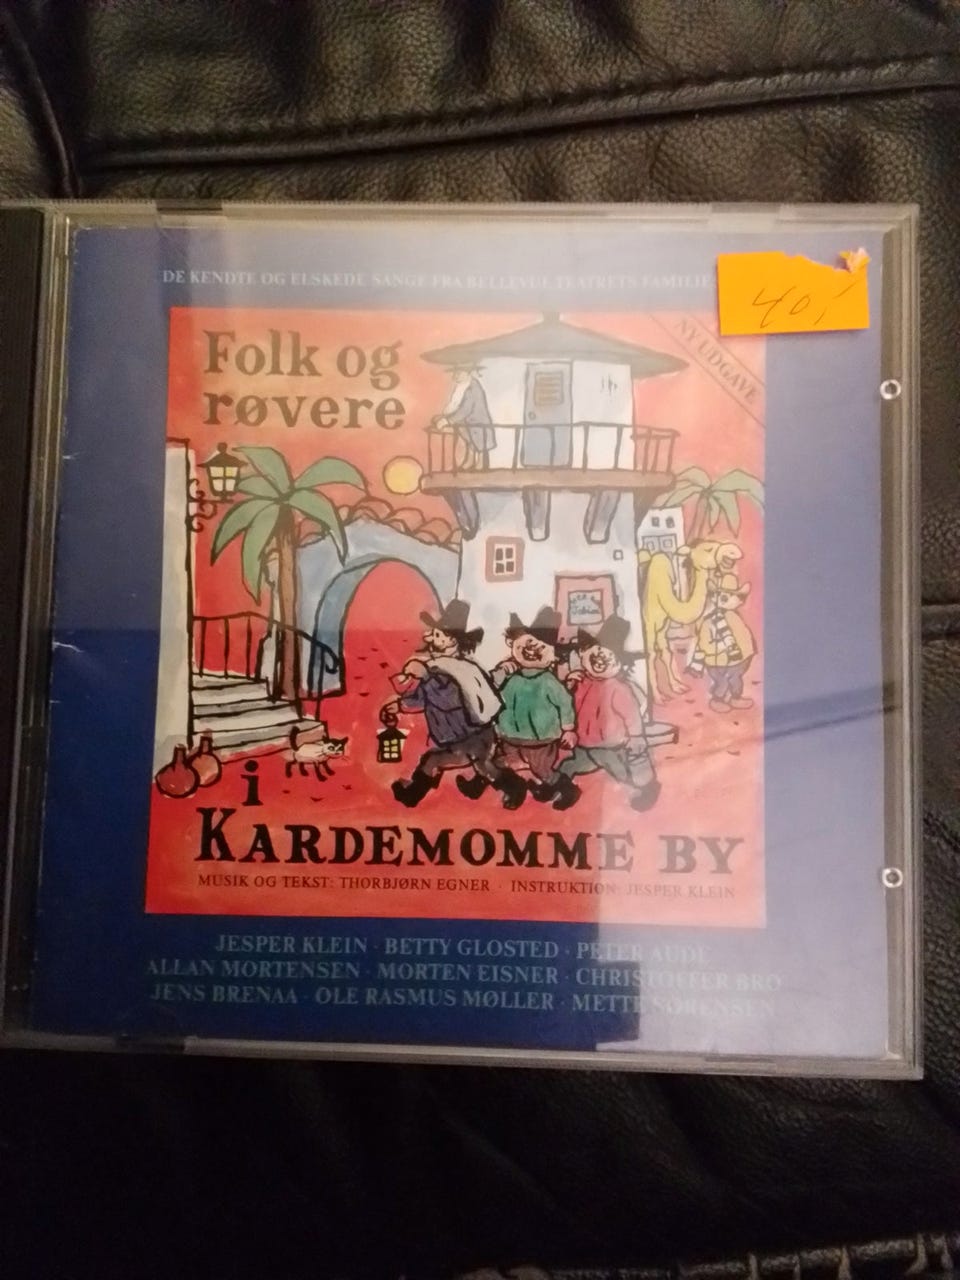 DE KENDTE OG ELSKEDE SANGE FRA BELLEVUE TEATRETS FAMILIE
40,-
NY UDGAVE
Folk og
røvere
i
KARDEMOMME BY
MUSIK OG TEKST: THORBJØRN EGNER · INSTRUKTION: JESPER KLEIN
JESPER KLEIN · BETTY GLOSTED · PETER AUDE
ALLAN MORTENSEN · MORTEN EISNER · CHRISTOFFER BRO
JENS BRENAA · OLE RASMUS MØLLER · METTE SØRENSEN